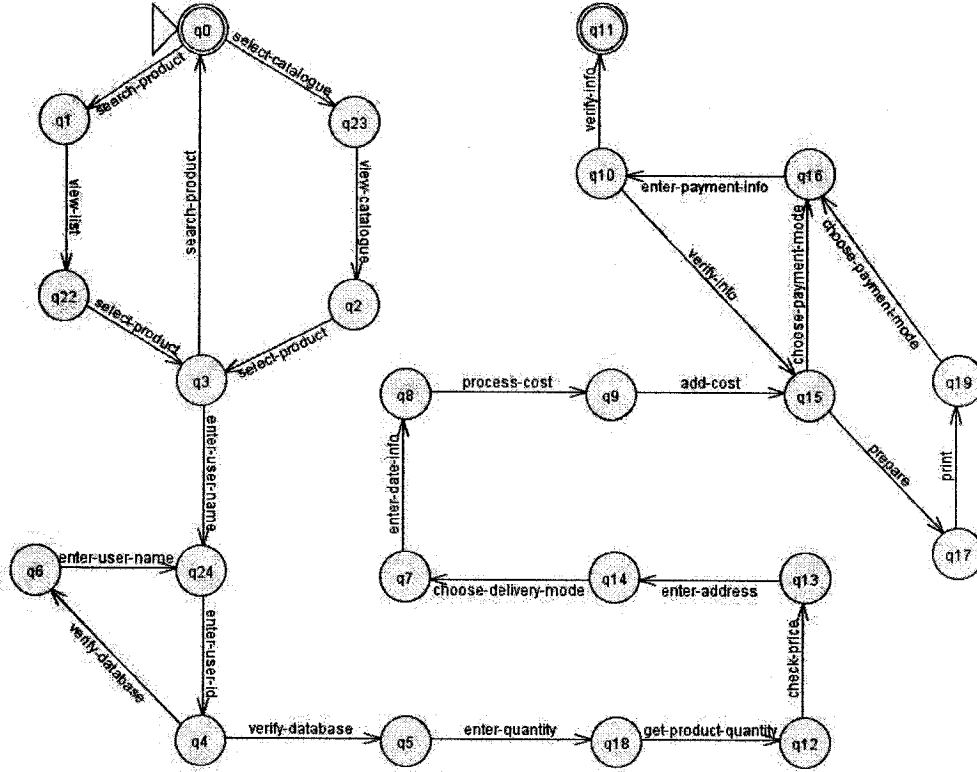 q0
q11
select-catalogue
search-product
q1
q23
verify-info
q10
q16
enter-payment-info
view-list
search-product
view-catalogue
choose-payment-mode
choose-payment-mode
verify-info
q22
q2
select-product
select-product
q3
q8
process-cost
q9
add-cost
q15
q19
enter-user-name
enter-date-info
prepare
print
q17
q6
enter-user-name
q24
q7
choose-delivery-mode
q14
enter-address
q13
enter-user-id
verify-database
check-price
q4
verify-database
q5
enter-quantity
q18
get-product-quantity
q12